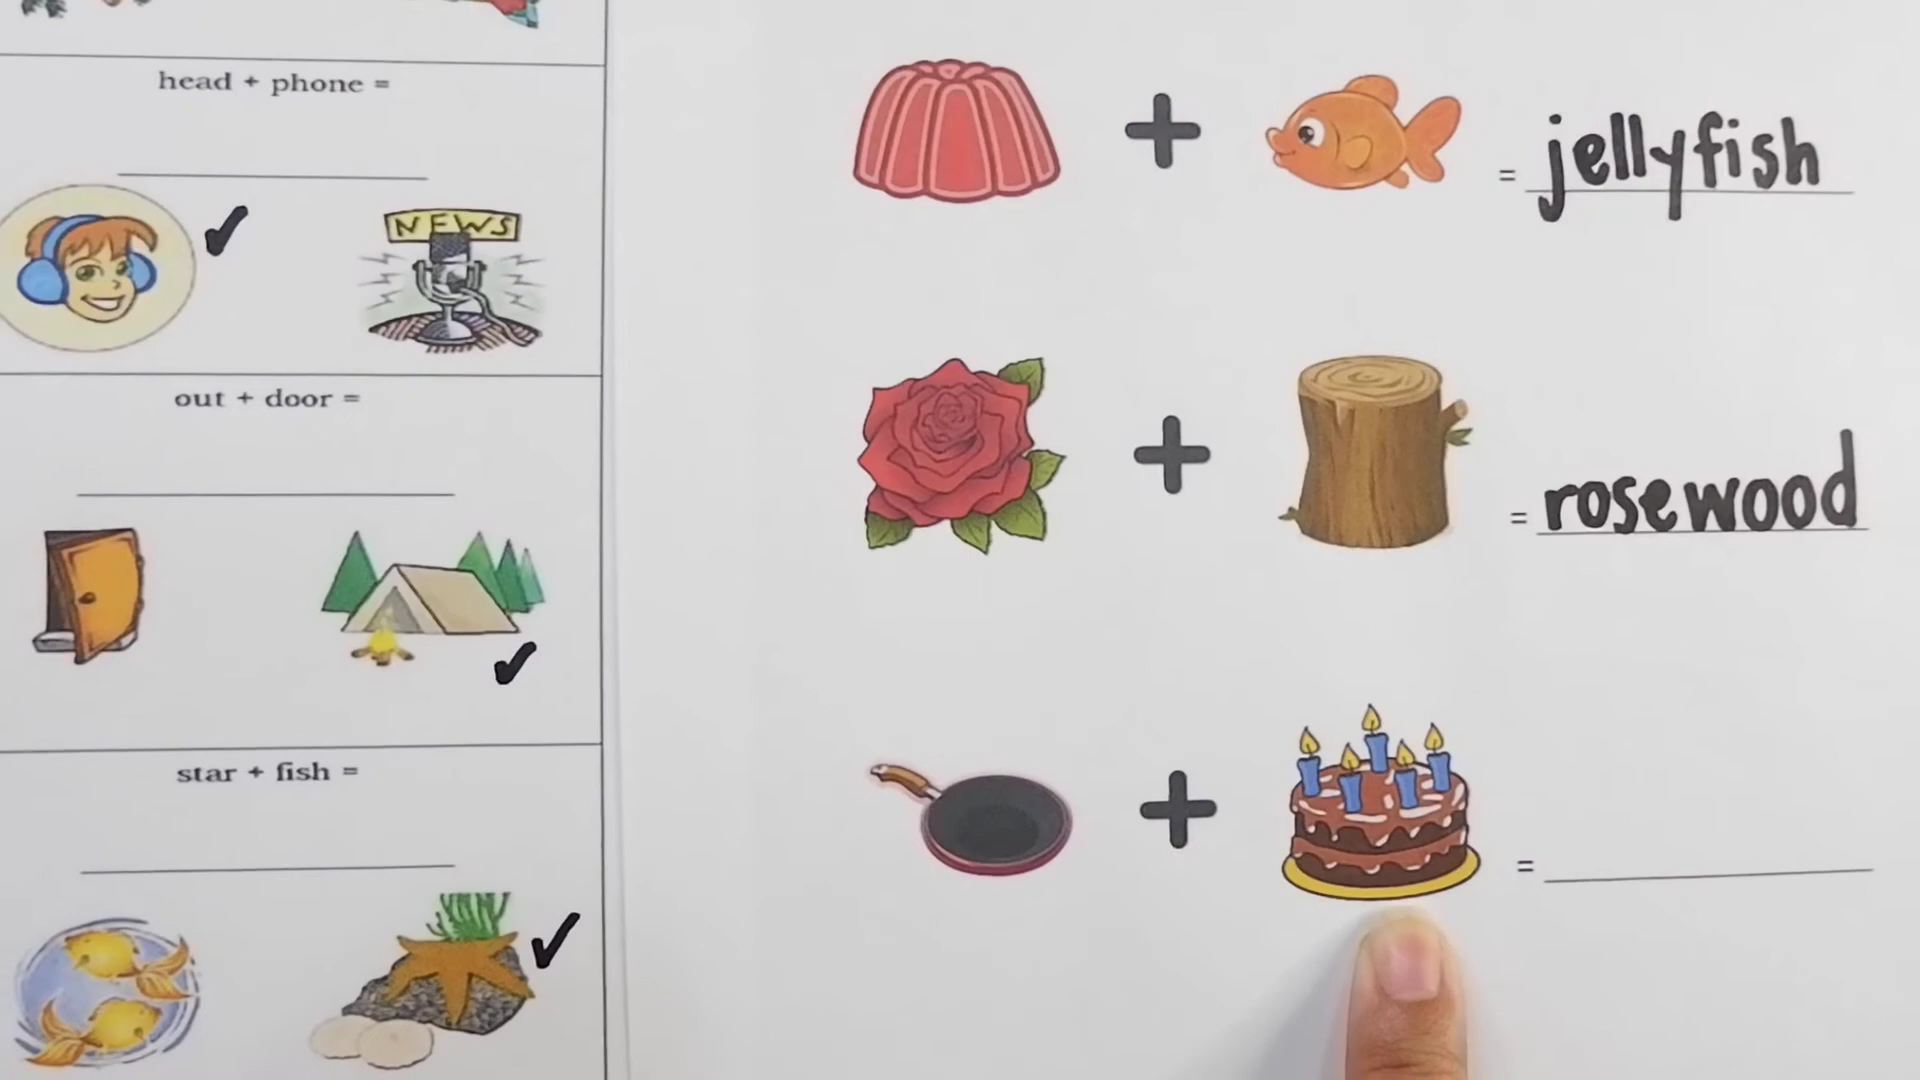 head + phone =
NEWS
out + door =
star + fish =
+ = jellyfish
+ = rosewood
+ =